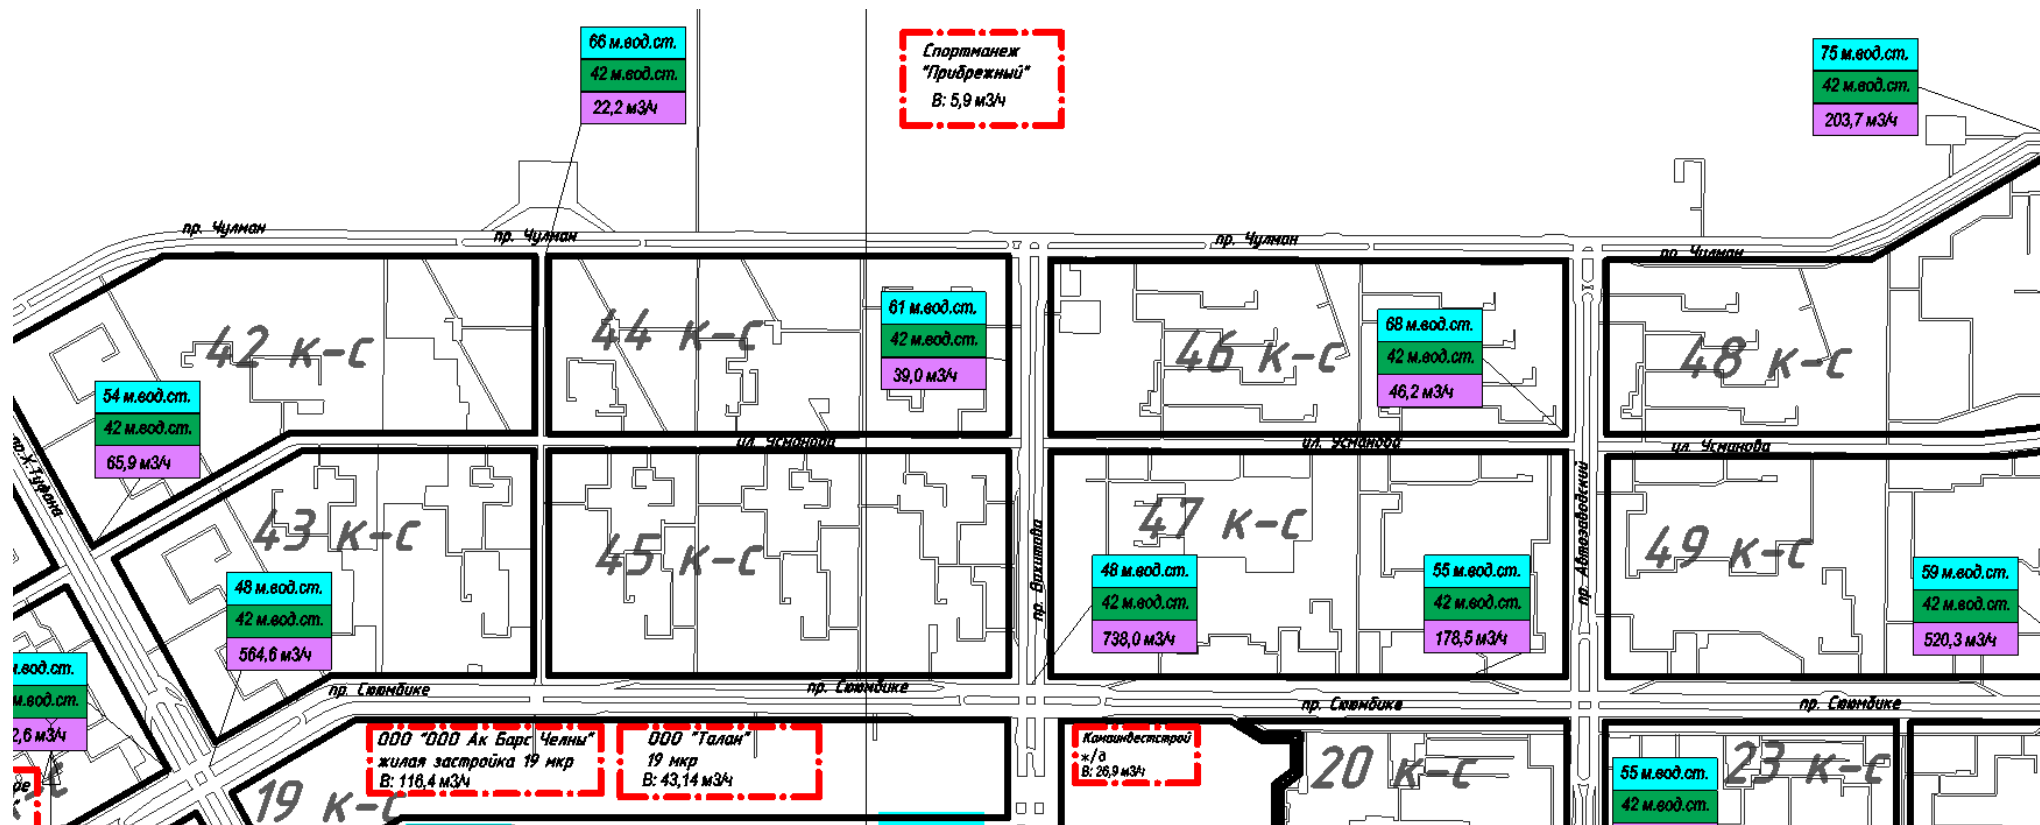 66 м.вод.ст.
42 м.вод.ст.
22,2 м3/ч
Спортманеж
"Прибрежный"
В: 5,9 м3/ч
75 м.вод.ст.
42 м.вод.ст.
203,7 м3/ч
пр. Чулман
пр. Чулман
пр. Чулман
пр. Чулман
42 к-с
44 к-с
61 м.вод.ст.
42 м.вод.ст.
39,0 м3/ч
46 к-с
68 м.вод.ст.
42 м.вод.ст.
46,2 м3/ч
48 к-с
54 м.вод.ст.
42 м.вод.ст.
65,9 м3/ч
ул. Усманова
ул. Усманова
ул. Усманова
43 к-с
45 к-с
47 к-с
49 к-с
пр. Вахитова
пр. Автозаводский
48 м.вод.ст.
42 м.вод.ст.
564,6 м3/ч
48 м.вод.ст.
42 м.вод.ст.
738,0 м3/ч
55 м.вод.ст.
42 м.вод.ст.
178,5 м3/ч
59 м.вод.ст.
42 м.вод.ст.
520,3 м3/ч
м.вод.ст.
м.вод.ст.
2,6 м3/ч
пр. Сююмбике
пр. Сююмбике
пр. Сююмбике
пр. Сююмбике
ООО "ООО Ак Барс Челны"
жилая застройка 19 мкр
В: 116,4 м3/ч
ООО "Талан"
19 мкр
В: 43,14 м3/ч
Камаинвестстрой
ж/д
В: 26,9 м3/ч
19 к-с
20 к-с
23 к-с
55 м.вод.ст.
42 м.вод.ст.